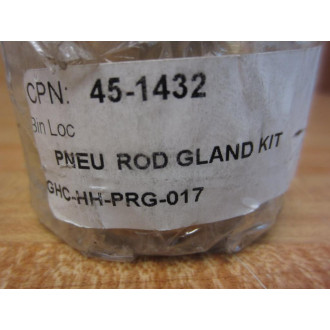 CPN: 45-1432
Bin Loc
PNEU ROD GLAND KIT
GHC-HH-PRG-017